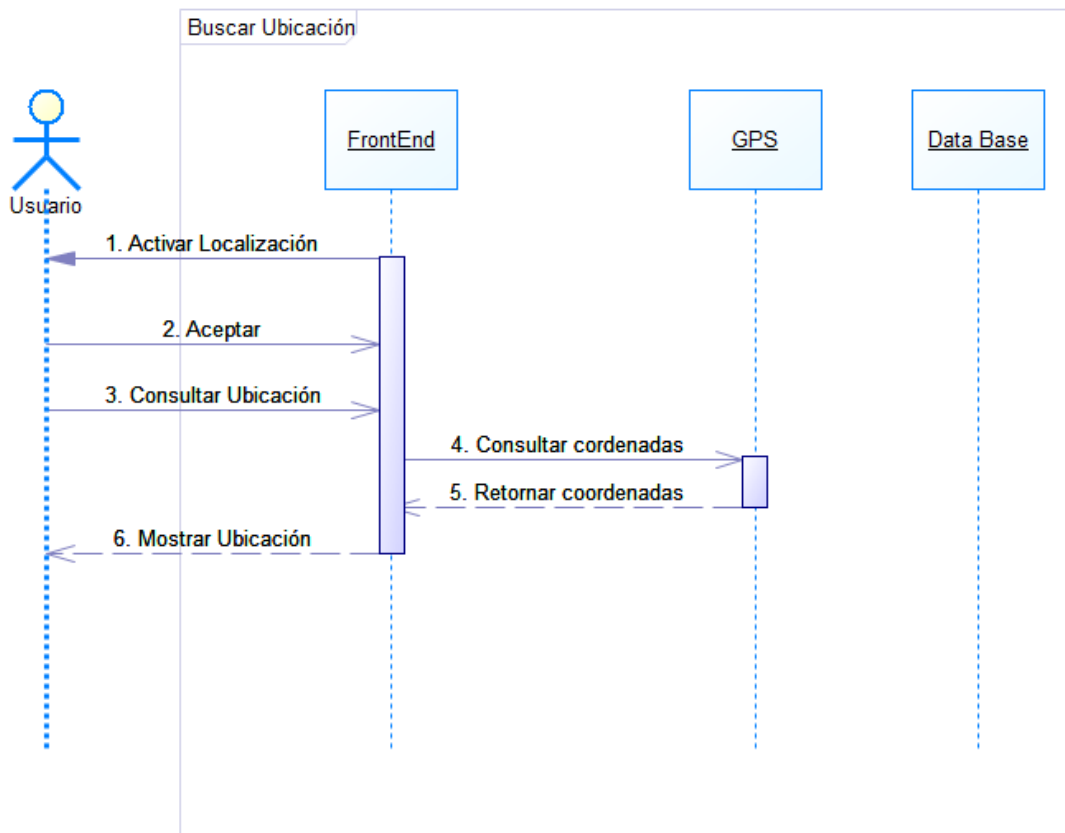 Buscar Ubicación
FrontEnd
GPS
Data Base
Usuario
1. Activar Localización
2. Aceptar
3. Consultar Ubicación
4. Consultar cordenadas
5. Retornar coordenadas
6. Mostrar Ubicación